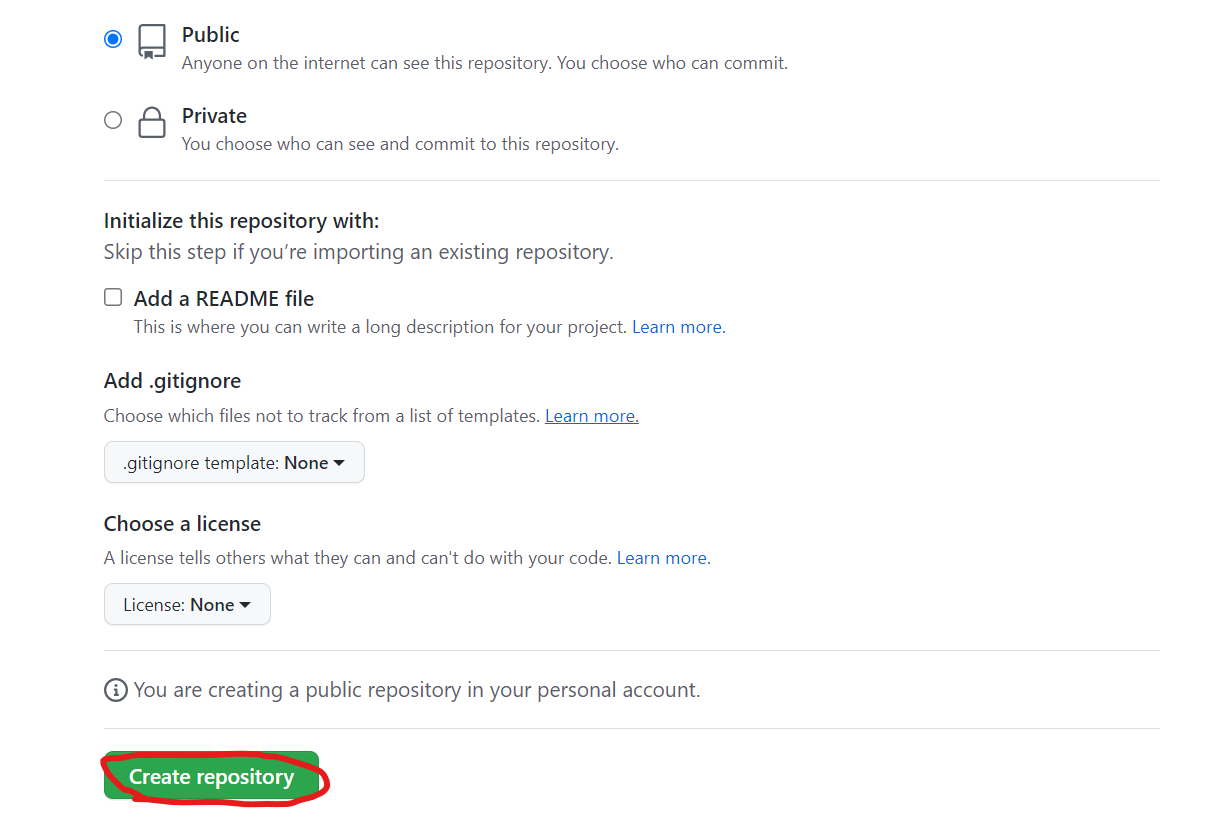 Public
Anyone on the internet can see this repository. You choose who can commit.
Private
You choose who can see and commit to this repository.
Initialize this repository with:
Skip this step if you’re importing an existing repository.
Add a README file
This is where you can write a long description for your project. Learn more.
Add .gitignore
Choose which files not to track from a list of templates. Learn more.
.gitignore template: None
Choose a license
A license tells others what they can and can't do with your code. Learn more.
License: None
You are creating a public repository in your personal account.
Create repository